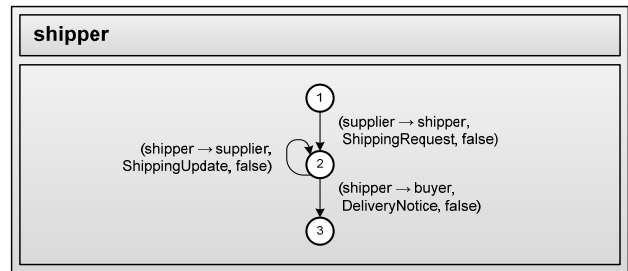 shipper
1
(supplier → shipper,
ShippingRequest, false)
(shipper → supplier,
ShippingUpdate, false)
2
(shipper → buyer,
DeliveryNotice, false)
3